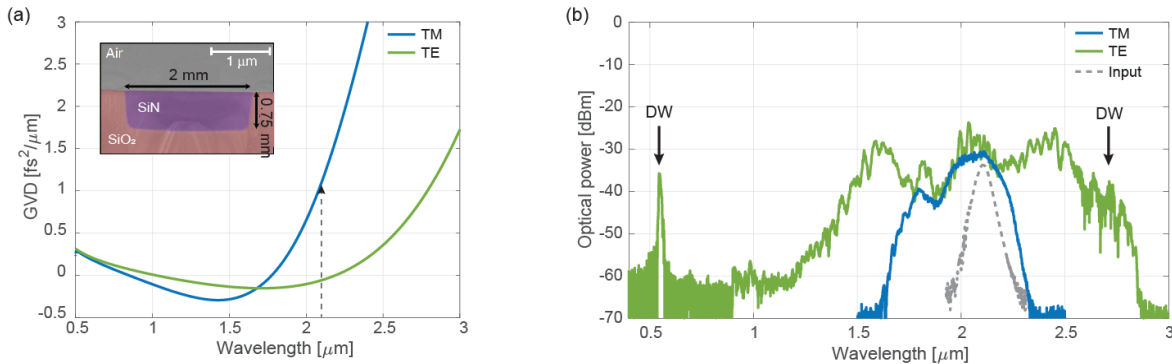 (a)
3
2.5
2
1.5
1
0.5
0
-0.5
GVD [fs²/μm]
0.5 1 1.5 2 2.5 3
Wavelength [μm]
TM
TE
Air
1 μm
2 mm
SiN
0.75 mm
SiO₂
(b)
0
-10
-20
-30
-40
-50
-60
-70
Optical power [dBm]
0.5 1 1.5 2 2.5 3
Wavelength [μm]
TM
TE
Input
DW
DW